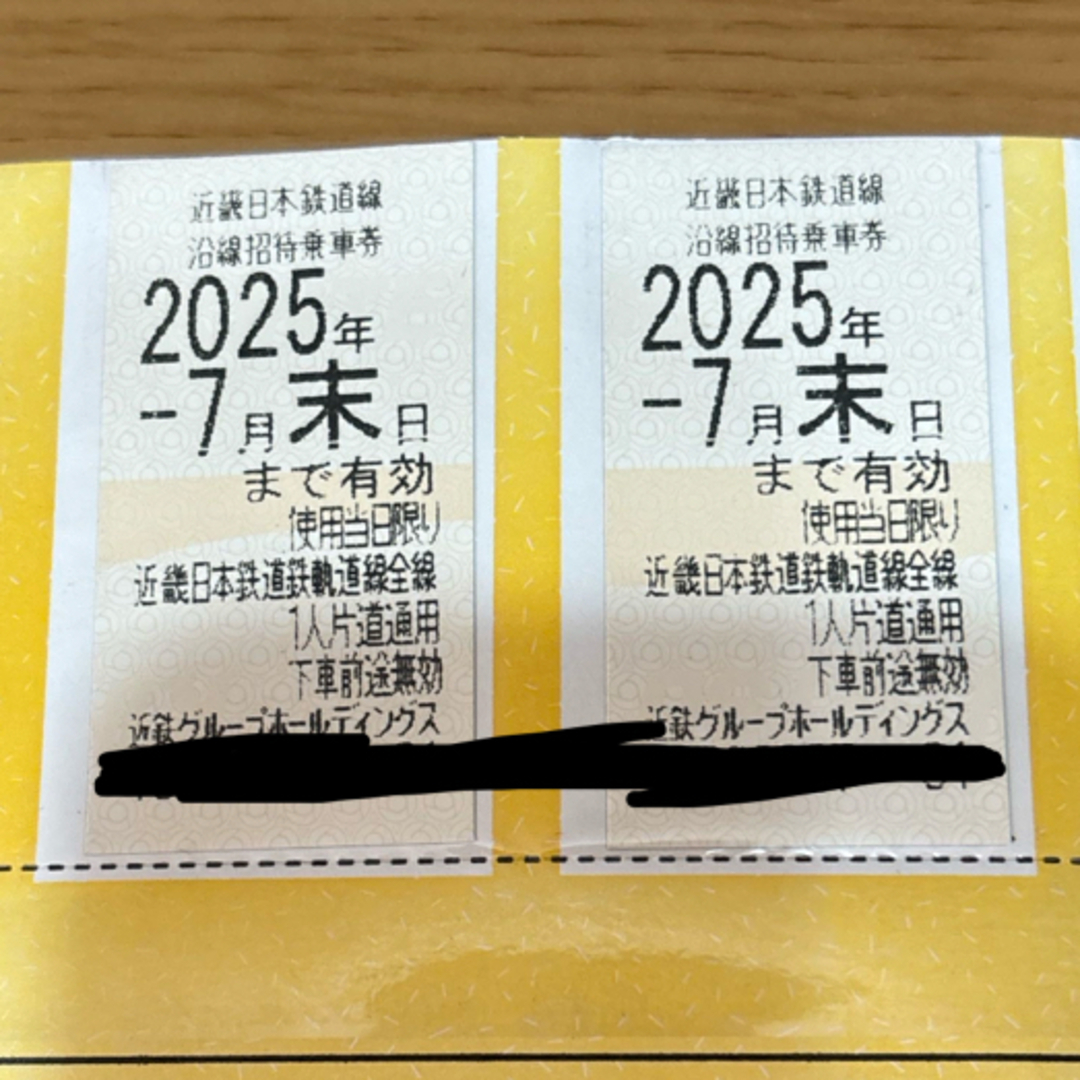 近畿日本鉄道線
沿線招待乗車券
2025年
-7月末日
まで有効
使用当日限り
近畿日本鉄道鉄軌道線全線
1人片道通用
下車前途無効
近鉄グループホールディングス
近畿日本鉄道線
沿線招待乗車券
2025年
-7月末日
まで有効
使用当日限り
近畿日本鉄道鉄軌道線全線
1人片道通用
下車前途無効
近鉄グループホールディングス